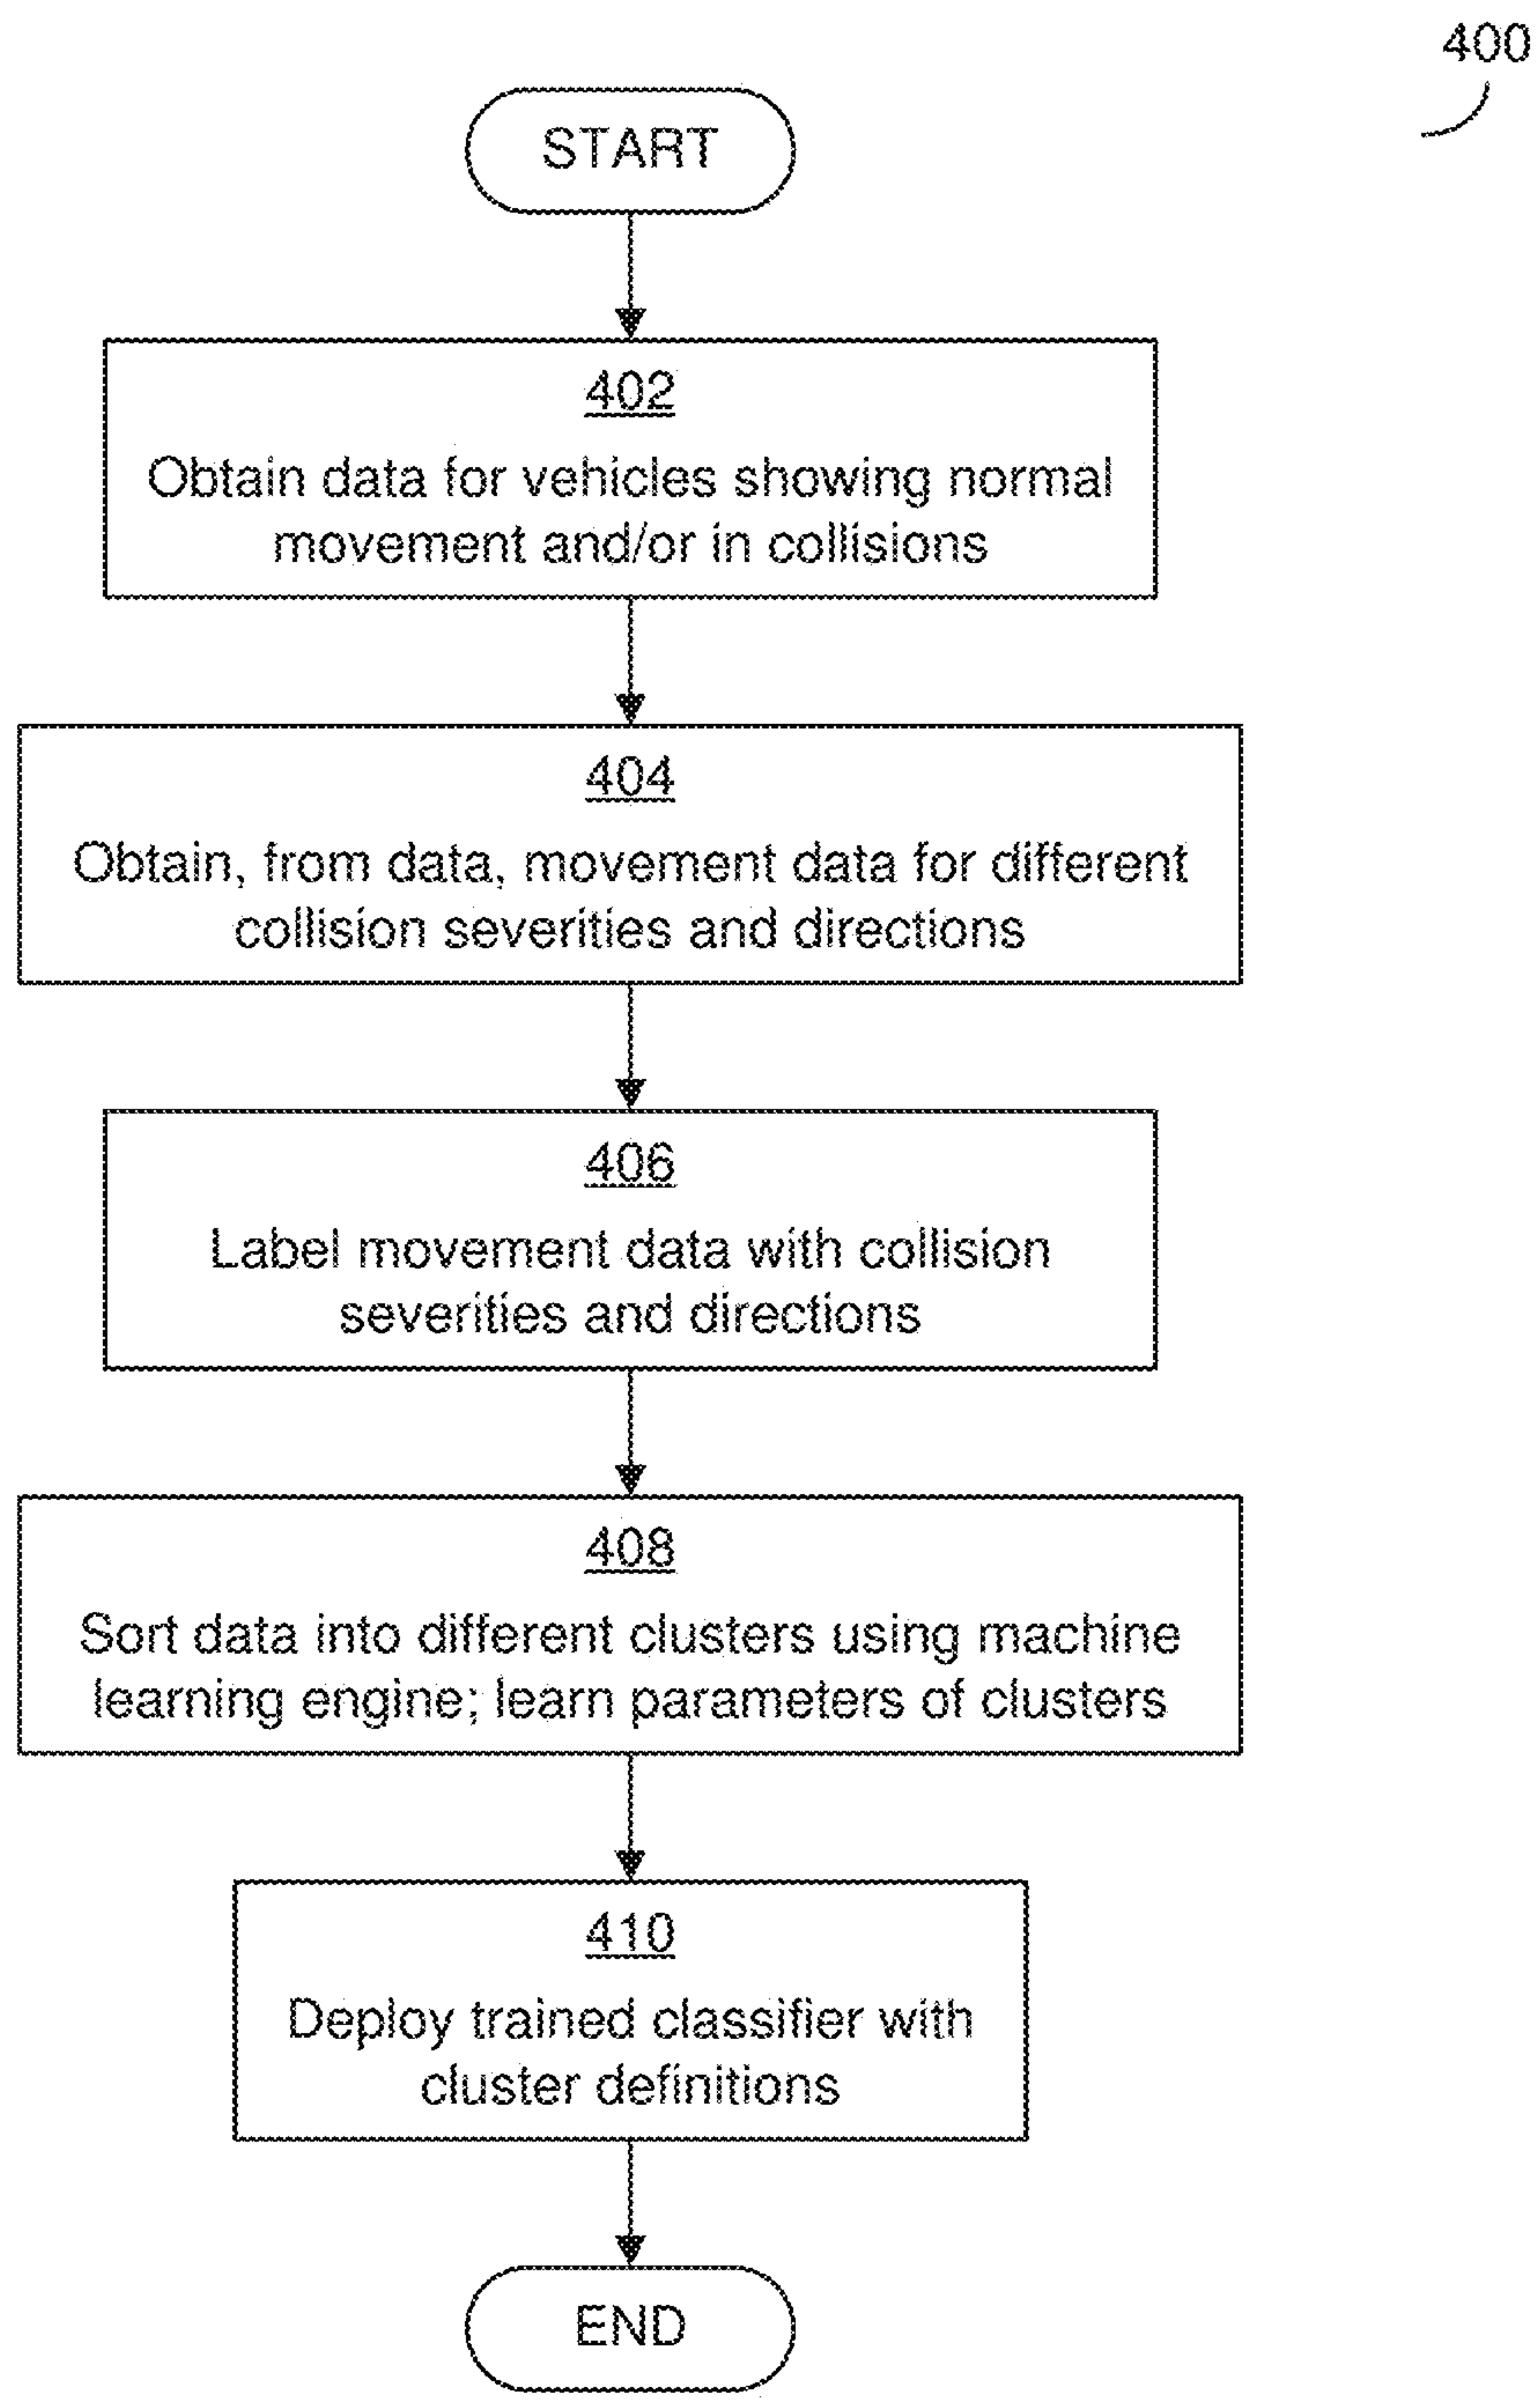 400
START
402
Obtain data for vehicles showing normal
movement and/or in collisions
404
Obtain, from data, movement data for different
collision severities and directions
406
Label movement data with collision
severities and directions
408
Sort data into different clusters using machine
learning engine; learn parameters of clusters
410
Deploy trained classifier with
cluster definitions
END